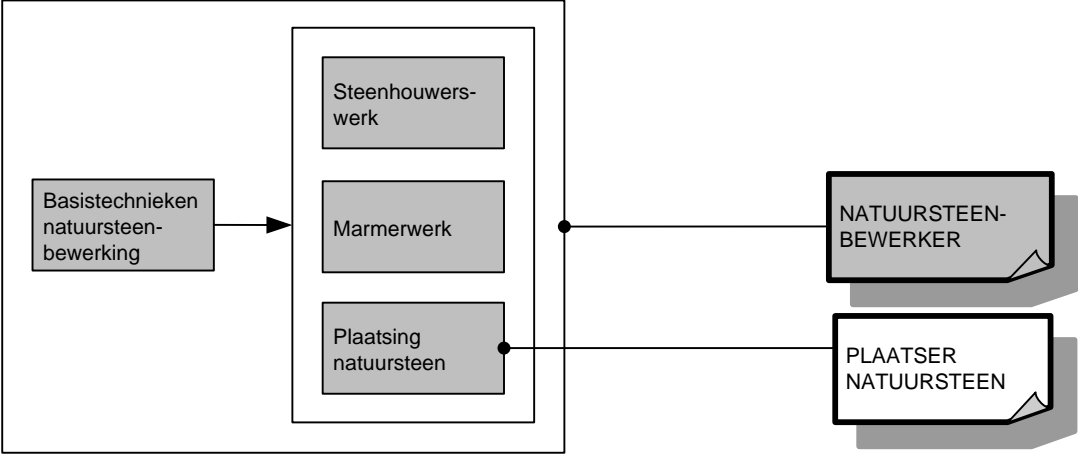 Basistechnieken
natuursteen-
bewerking
Steenhouwers-
werk
Marmerwerk
Plaatsing
natuursteen
NATUURSTEEN-
BEWERKER
PLAATSER
NATUURSTEEN